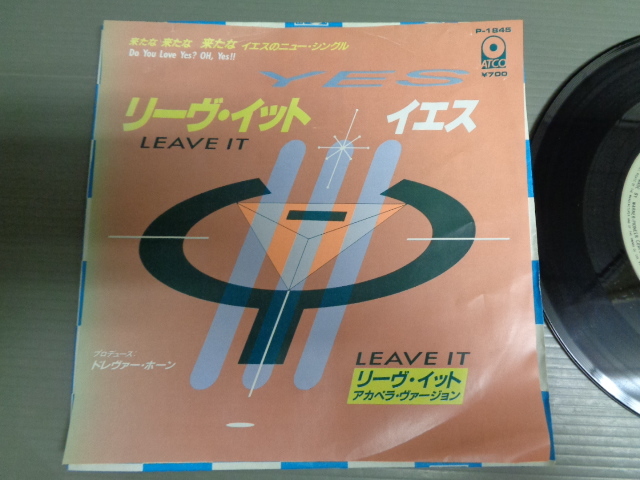 来たな 来たな 来たな イエスのニュー・シングル
Do You Love Yes? OH, Yes!!
P-1845
ATCO
¥700
YES
リーヴ・イット
イエス
LEAVE IT
プロデュース:
トレヴァー・ホーン
LEAVE IT
リーヴ・イット
アカペラ・ヴァージョン